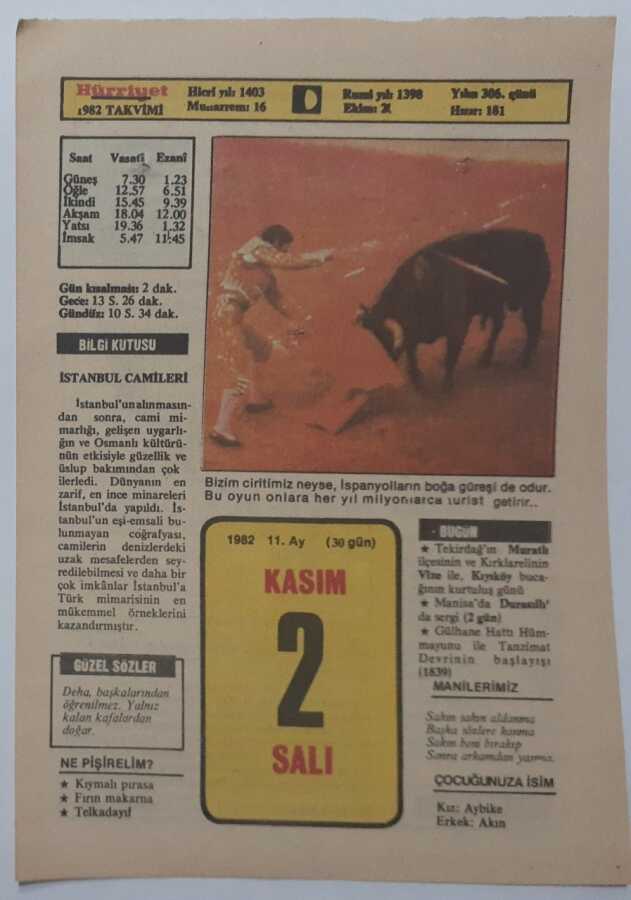 Hürriyet
1982 TAKVİMİ
Hicri yılı 1403
Muharrem: 16
Rumi yılı 1398
Ekim: 20
Yılın 306. günü
Hızır: 181
Saat Vasatî Ezanî
Güneş 7.30 1.23
Öğle 12.57 6.51
İkindi 15.45 9.39
Akşam 18.04 12.00
Yatsı 19.36 1.32
İmsak 5.47 11:45
Gün kısalması: 2 dak.
Gece: 13 S. 26 dak.
Gündüz: 10 S. 34 dak.
BİLGİ KUTUSU
İSTANBUL CAMİLERİ
İstanbul'un alınmasın-
dan sonra, cami mi-
marlığı, gelişen uygarlı-
ğın ve Osmanlı kültürü-
nün etkisiyle güzellik ve
üslup bakımından çok
ilerledi. Dünyanın en
zarif, en ince minareleri
İstanbul'da yapıldı. İs-
tanbul'un eşi-emsali bu-
lunmayan coğrafyası,
camilerin denizlerdeki
uzak mesafelerden sey-
redilebilmesi ve daha bir
çok imkânlar İstanbul'a
Türk mimarisinin en
mükemmel örneklerini
kazandırmıştır.
GÜZEL SÖZLER
Deha, başkalarından
öğrenilmez. Yalnız
kalan kafalardan
doğar.
NE PİŞİRELİM?
★ Kıymalı pırasa
★ Fırın makarna
★ Telkadayıf
Bizim ciritimiz neyse, İspanyolların boğa güreşi de odur.
Bu oyun onlara her yıl milyonlarca turist getirir..
1982 11. Ay (30 gün)
KASIM
2
SALI
BUGÜN
★ Tekirdağ'ın Muratlı
ilçesinin ve Kırklarelinin
Vize ile, Kıyıköy buca-
ğının kurtuluş günü
★ Manisa'da Durasıllı'
da sergi (2 gün)
★ Gülhane Hattı Hüm-
mayunu ile Tanzimat
Devrinin başlayışı
(1839)
MANİLERİMİZ
Sakın sakın aldanma
Başka sözlere kanma
Sakın beni bırakıp
Sonra arkamdan yanma.
ÇOCUĞUNUZA İSİM
Kız: Aybike
Erkek: Akın